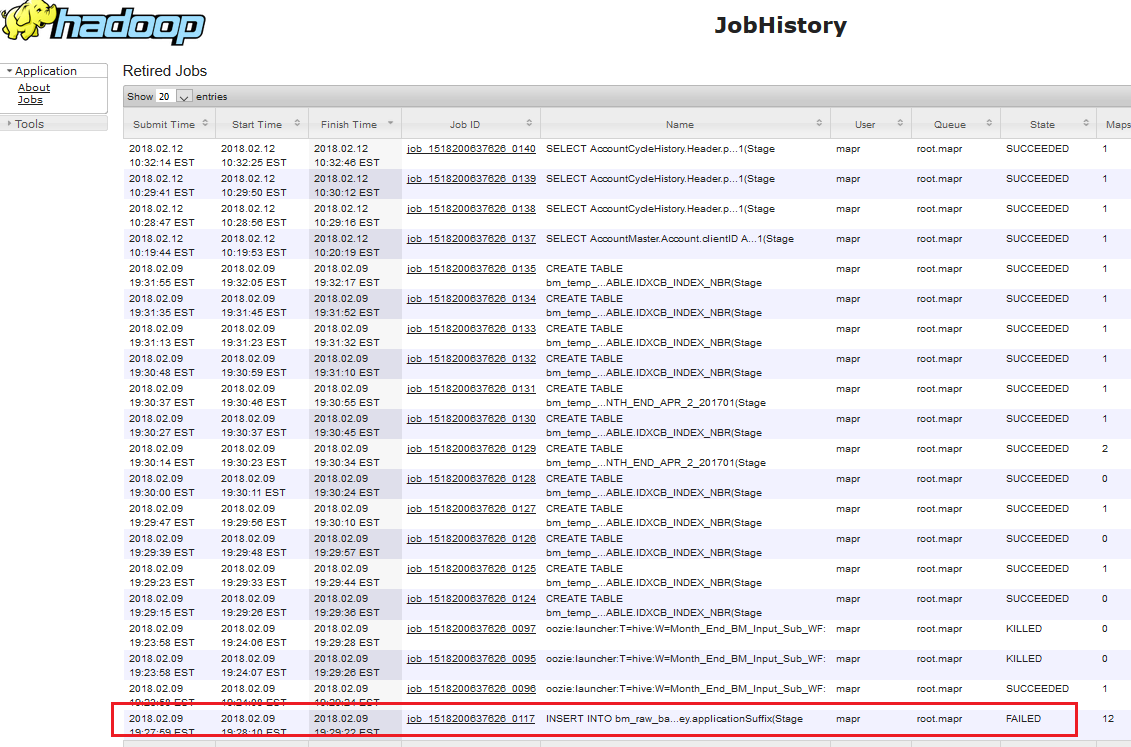 hadoop
JobHistory
Application
About
Jobs
Tools
Retired Jobs
Show 20 entries
Submit Time Start Time Finish Time Job ID Name User Queue State Maps
2018.02.12 2018.02.12 2018.02.12 job_1518200637626_0140 SELECT AccountCycleHistory.Header.p...1(Stage mapr root.mapr SUCCEEDED 1
10:32:14 EST 10:32:25 EST 10:32:46 EST
2018.02.12 2018.02.12 2018.02.12 job_1518200637626_0139 SELECT AccountCycleHistory.Header.p...1(Stage mapr root.mapr SUCCEEDED 1
10:29:41 EST 10:29:50 EST 10:30:12 EST
2018.02.12 2018.02.12 2018.02.12 job_1518200637626_0138 SELECT AccountCycleHistory.Header.p...1(Stage mapr root.mapr SUCCEEDED 1
10:28:47 EST 10:28:56 EST 10:29:16 EST
2018.02.12 2018.02.12 2018.02.12 job_1518200637626_0137 SELECT AccountMaster.Account.clientID A...1(Stage mapr root.mapr SUCCEEDED 1
10:19:44 EST 10:19:53 EST 10:20:19 EST
2018.02.09 2018.02.09 2018.02.09 job_1518200637626_0135 CREATE TABLE mapr root.mapr SUCCEEDED 1
19:31:55 EST 19:32:05 EST 19:32:17 EST bm_temp_...ABLE.IDXCB_INDEX_NBR(Stage
2018.02.09 2018.02.09 2018.02.09 job_1518200637626_0134 CREATE TABLE mapr root.mapr SUCCEEDED 1
19:31:35 EST 19:31:45 EST 19:31:52 EST bm_temp_...ABLE.IDXCB_INDEX_NBR(Stage
2018.02.09 2018.02.09 2018.02.09 job_1518200637626_0133 CREATE TABLE mapr root.mapr SUCCEEDED 1
19:31:13 EST 19:31:23 EST 19:31:32 EST bm_temp_...ABLE.IDXCB_INDEX_NBR(Stage
2018.02.09 2018.02.09 2018.02.09 job_1518200637626_0132 CREATE TABLE mapr root.mapr SUCCEEDED 1
19:30:48 EST 19:30:59 EST 19:31:10 EST bm_temp_...ABLE.IDXCB_INDEX_NBR(Stage
2018.02.09 2018.02.09 2018.02.09 job_1518200637626_0131 CREATE TABLE mapr root.mapr SUCCEEDED 1
19:30:37 EST 19:30:46 EST 19:30:55 EST bm_temp_...NTH_END_APR_2_201701(Stage
2018.02.09 2018.02.09 2018.02.09 job_1518200637626_0130 CREATE TABLE mapr root.mapr SUCCEEDED 1
19:30:27 EST 19:30:37 EST 19:30:45 EST bm_temp_...ABLE.IDXCB_INDEX_NBR(Stage
2018.02.09 2018.02.09 2018.02.09 job_1518200637626_0129 CREATE TABLE mapr root.mapr SUCCEEDED 2
19:30:14 EST 19:30:23 EST 19:30:34 EST bm_temp_...NTH_END_APR_2_201701(Stage
2018.02.09 2018.02.09 2018.02.09 job_1518200637626_0128 CREATE TABLE mapr root.mapr SUCCEEDED 0
19:30:00 EST 19:30:11 EST 19:30:24 EST bm_temp_...ABLE.IDXCB_INDEX_NBR(Stage
2018.02.09 2018.02.09 2018.02.09 job_1518200637626_0127 CREATE TABLE mapr root.mapr SUCCEEDED 1
19:29:47 EST 19:29:56 EST 19:30:10 EST bm_temp_...ABLE.IDXCB_INDEX_NBR(Stage
2018.02.09 2018.02.09 2018.02.09 job_1518200637626_0126 CREATE TABLE mapr root.mapr SUCCEEDED 0
19:29:39 EST 19:29:48 EST 19:29:57 EST bm_temp_...ABLE.IDXCB_INDEX_NBR(Stage
2018.02.09 2018.02.09 2018.02.09 job_1518200637626_0125 CREATE TABLE mapr root.mapr SUCCEEDED 1
19:29:23 EST 19:29:33 EST 19:29:44 EST bm_temp_...ABLE.IDXCB_INDEX_NBR(Stage
2018.02.09 2018.02.09 2018.02.09 job_1518200637626_0124 CREATE TABLE mapr root.mapr SUCCEEDED 0
19:29:15 EST 19:29:26 EST 19:29:36 EST bm_temp_...ABLE.IDXCB_INDEX_NBR(Stage
2018.02.09 2018.02.09 2018.02.09 job_1518200637626_0097 oozie:launcher:T=hive:W=Month_End_BM_Input_Sub_WF: mapr root.mapr KILLED 0
19:23:58 EST 19:24:06 EST 19:29:28 EST
2018.02.09 2018.02.09 2018.02.09 job_1518200637626_0095 oozie:launcher:T=hive:W=Month_End_BM_Input_Sub_WF: mapr root.mapr KILLED 0
19:23:58 EST 19:24:07 EST 19:29:26 EST
2018.02.09 2018.02.09 2018.02.09 job_1518200637626_0096 oozie:launcher:T=hive:W=Month_End_BM_Input_Sub_WF: mapr root.mapr SUCCEEDED 1
2018.02.09 2018.02.09 2018.02.09 job_1518200637626_0117 INSERT INTO bm_raw_ba...ey.applicationSuffix(Stage mapr root.mapr FAILED 12
19:27:59 EST 19:28:10 EST 19:29:22 EST